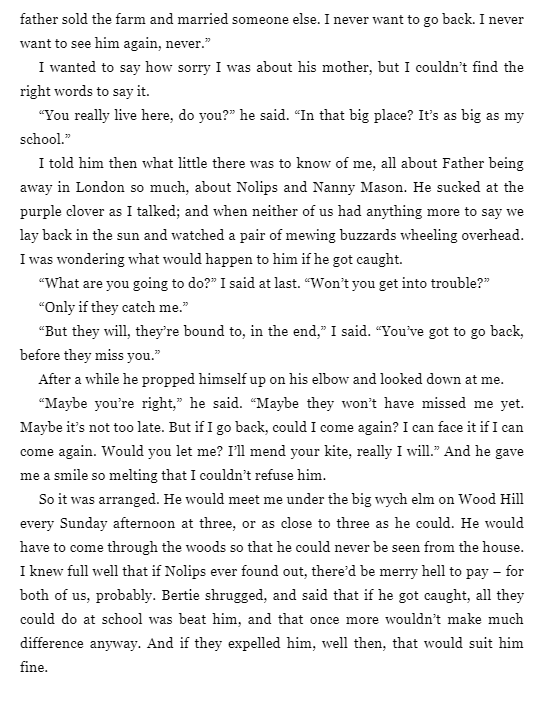 father sold the farm and married someone else. I never want to go back. I never
want to see him again, never.”
I wanted to say how sorry I was about his mother, but I couldn’t find the
right words to say it.
“You really live here, do you?” he said. “In that big place? It’s as big as my
school.”
I told him then what little there was to know of me, all about Father being
away in London so much, about Nolips and Nanny Mason. He sucked at the
purple clover as I talked; and when neither of us had anything more to say we
lay back in the sun and watched a pair of mewing buzzards wheeling overhead.
I was wondering what would happen to him if he got caught.
“What are you going to do?” I said at last. “Won’t you get into trouble?”
“Only if they catch me.”
“But they will, they’re bound to, in the end,” I said. “You’ve got to go back,
before they miss you.”
After a while he propped himself up on his elbow and looked down at me.
“Maybe you’re right,” he said. “Maybe they won’t have missed me yet.
Maybe it’s not too late. But if I go back, could I come again? I can face it if I can
come again. Would you let me? I’ll mend your kite, really I will.” And he gave
me a smile so melting that I couldn’t refuse him.
So it was arranged. He would meet me under the big wych elm on Wood Hill
every Sunday afternoon at three, or as close to three as he could. He would
have to come through the woods so that he could never be seen from the house.
I knew full well that if Nolips ever found out, there’d be merry hell to pay – for
both of us, probably. Bertie shrugged, and said that if he got caught, all they
could do at school was beat him, and that once more wouldn’t make much
difference anyway. And if they expelled him, well then, that would suit him
fine.